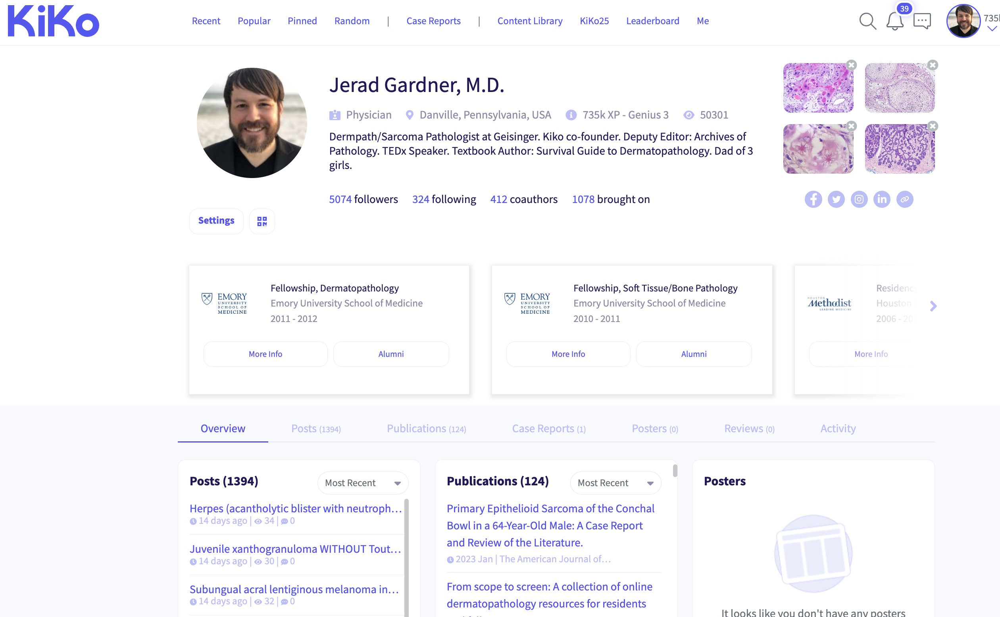 KiKo
Recent Popular Pinned Random | Case Reports | Content Library KiKo25 Leaderboard Me
39
Jerad Gardner, M.D.
Physician Danville, Pennsylvania, USA 735k XP - Genius 3 50301
Dermpath/Sarcoma Pathologist at Geisinger. Kiko co-founder. Deputy Editor: Archives of
Pathology. TEDx Speaker. Textbook Author: Survival Guide to Dermatopathology. Dad of 3
girls.
5074 followers 324 following 412 coauthors 1078 brought on
Settings
EMORY
UNIVERSITY
SCHOOL OF
MEDICINE
Fellowship, Dermatopathology
Emory University School of Medicine
2011 - 2012
More Info Alumni
EMORY
UNIVERSITY
SCHOOL OF
MEDICINE
Fellowship, Soft Tissue/Bone Pathology
Emory University School of Medicine
2010 - 2011
More Info Alumni
HOUSTON
Methodist
LEADING MEDICINE
Houston
2006 -
More Info
Overview Posts (1394) Publications (124) Case Reports (1) Posters (0) Reviews (0) Activity
Posts (1394) Most Recent
Herpes (acantholytic blister with neutroph...
14 days ago | 34 | 0
Juvenile xanthogranuloma WITHOUT Tout...
14 days ago | 30 | 0
Subungual acral lentiginous melanoma in...
14 days ago | 32 | 0
Publications (124) Most Recent
Primary Epithelioid Sarcoma of the Conchal
Bowl in a 64-Year-Old Male: A Case Report
and Review of the Literature.
2023 Jan | The American Journal of...
From scope to screen: A collection of online
dermatopathology resources for residents
Posters
It looks like you don't have any posters